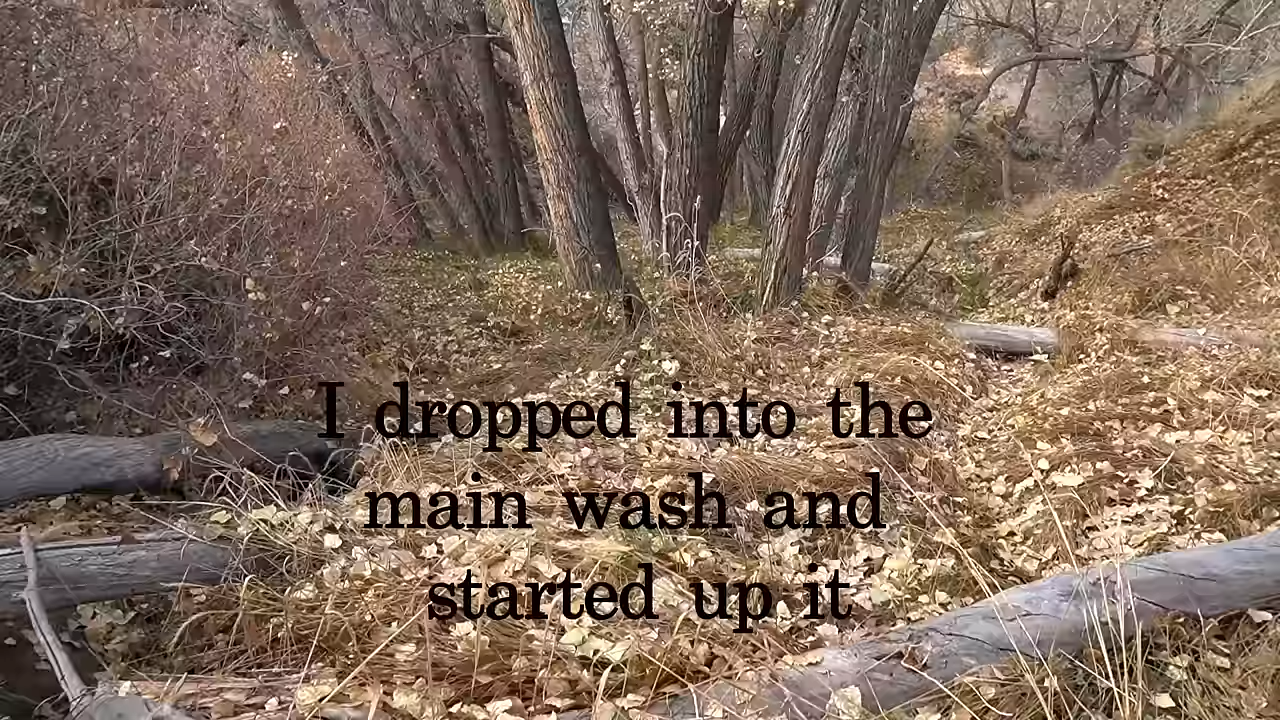 I dropped into the
main wash and
started up it